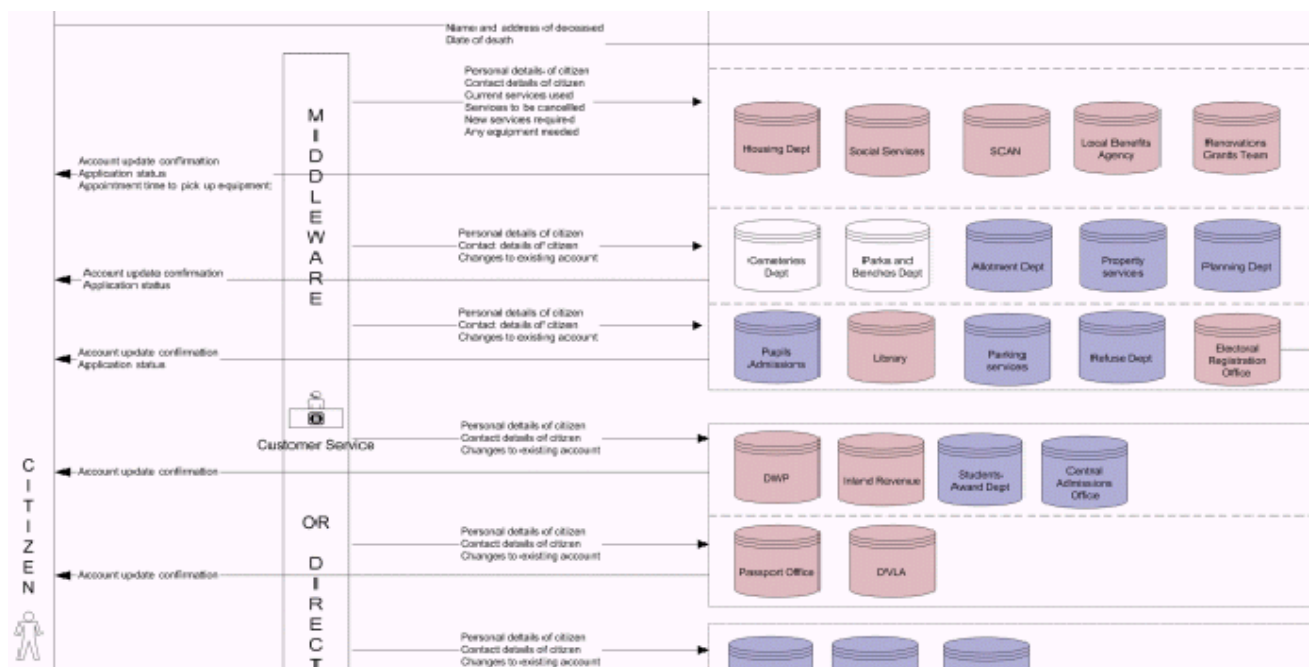 Name and address of deceased
Date of death
Personal details of citizen
Contact details of citizen
Current services used
Services to be cancelled
New services required
Any equipment needed
MIDDLEWARE
Housing Dept
Social Services
SCAN
Local Benefits
Agency
Renovations
Grants Team
Account update confirmation
Application status
Appointment time to pick up equipment;
Personal details of citizen
Contact details of citizen
Changes to existing account
Cemeteries
Dept
Parks and
Benches Dept
Allotment Dept
Property
services
Planning Dept
Account update confirmation
Application status
Personal details of citizen
Contact details of citizen
Changes to existing account
Pupils
Admissions
Library
Parking
services
Refuse Dept
Electoral
Registration
Office
Account update confirmation
Application status
Customer Service
Personal details of citizen
Contact details of citizen
Changes to existing account
DWP
Inland Revenue
Students-
Award Dept
Central
Admissions
Office
Account update confirmation
CITIZEN
OR
DIRECT
Personal details of citizen
Contact details of citizen
Changes to existing account
Passport Office
DVLA
Account update confirmation
Personal details of citizen
Contact details of citizen
Changes to existing account